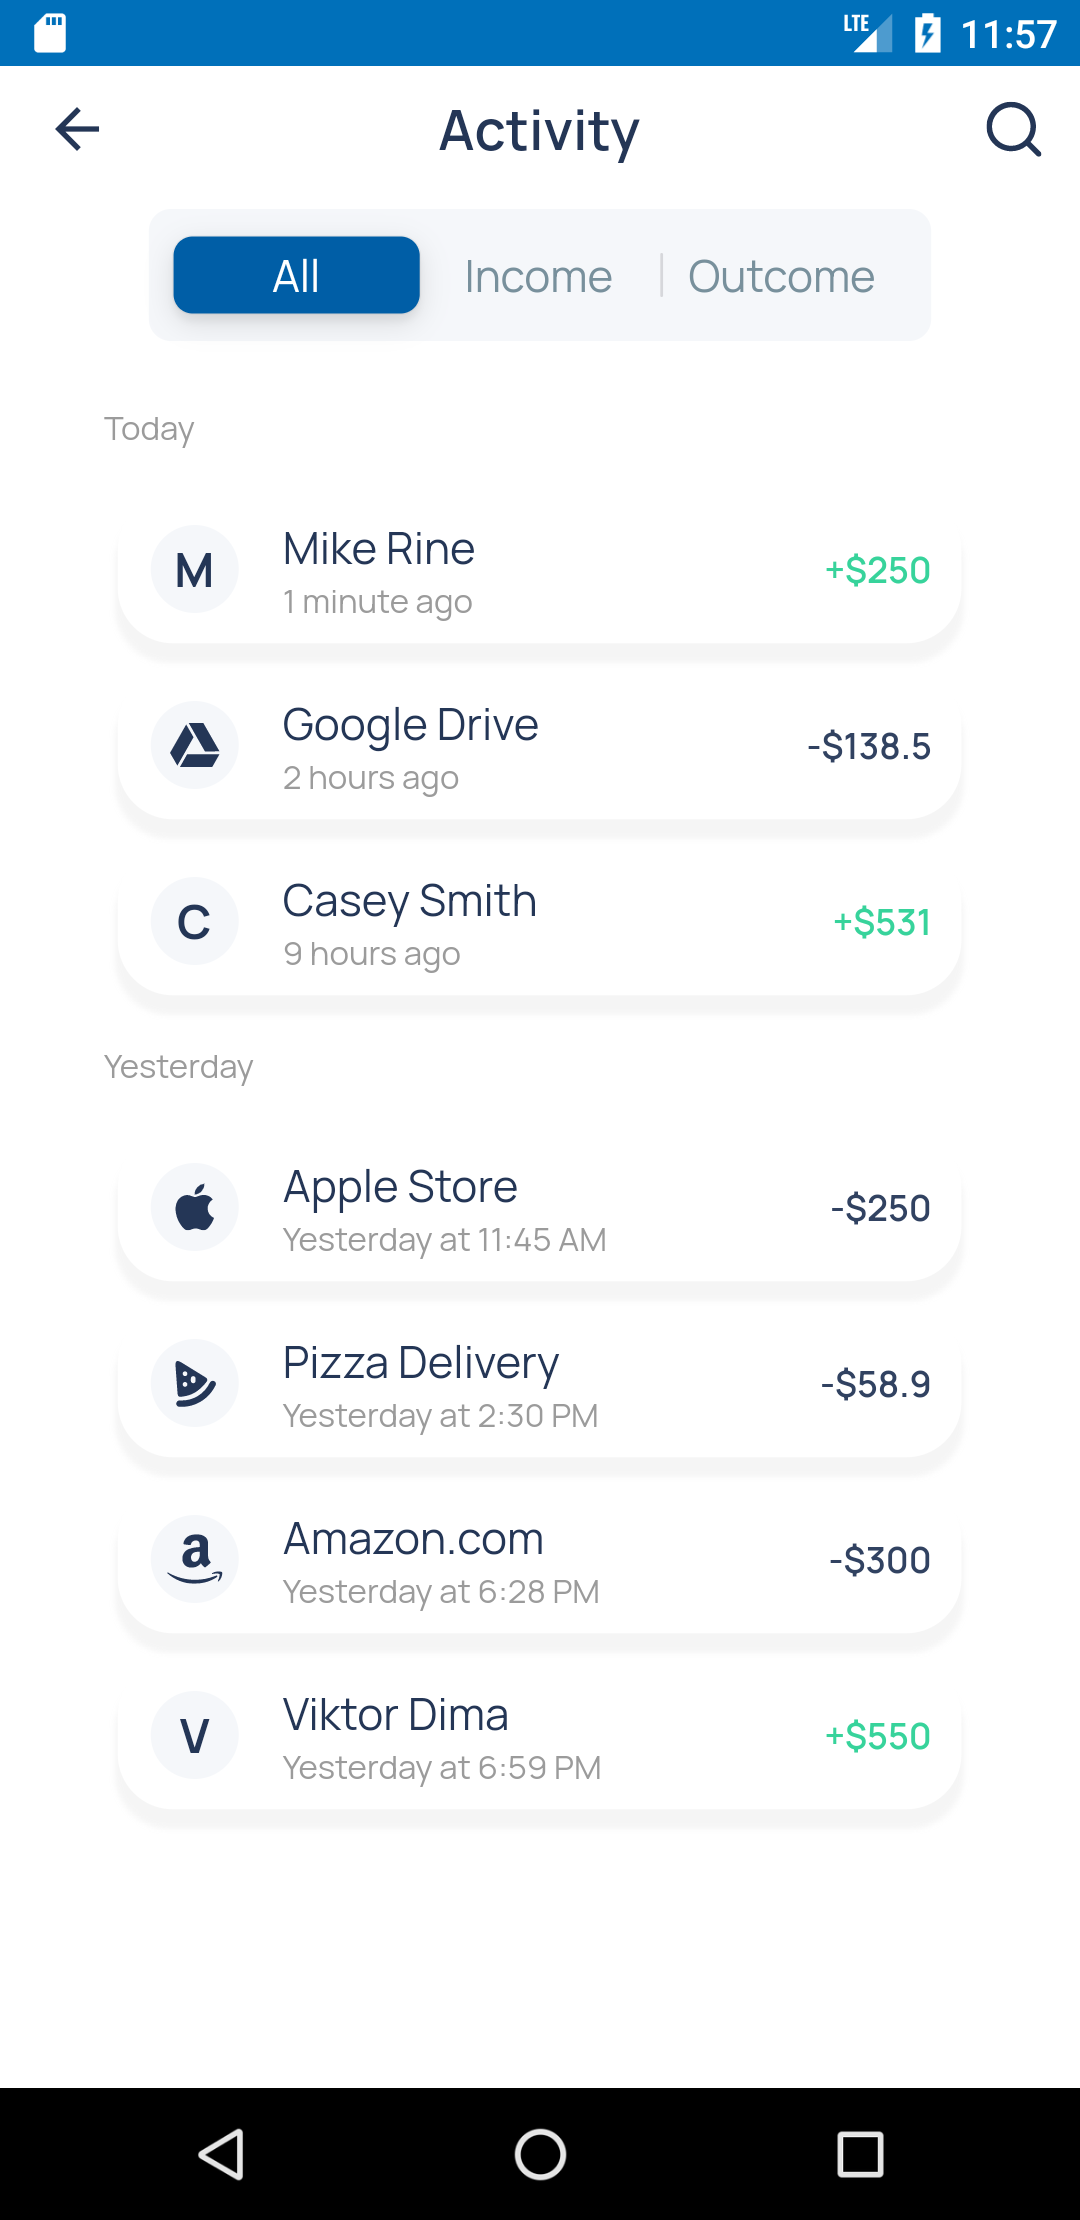 LTE 11:57
Activity
All Income Outcome
Today
M Mike Rine +$250
1 minute ago
Google Drive -$138.5
2 hours ago
C Casey Smith +$531
9 hours ago
Yesterday
Apple Store -$250
Yesterday at 11:45 AM
Pizza Delivery -$58.9
Yesterday at 2:30 PM
a Amazon.com -$300
Yesterday at 6:28 PM
V Viktor Dima +$550
Yesterday at 6:59 PM